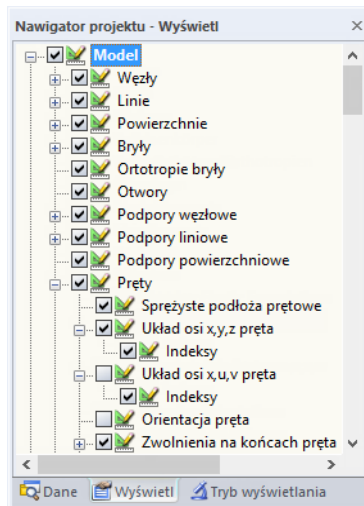 Nawigator projektu - Wyświetl
Model
Węzły
Linie
Powierzchnie
Bryły
Ortotropie bryły
Otwory
Podpory węzłowe
Podpory liniowe
Podpory powierzchniowe
Pręty
Sprężyste podłoża prętowe
Układ osi x,y,z pręta
Indeksy
Układ osi x,u,v pręta
Indeksy
Orientacja pręta
Zwolnienia na końcach pręta
Dane Wyświetl Tryb wyświetlania